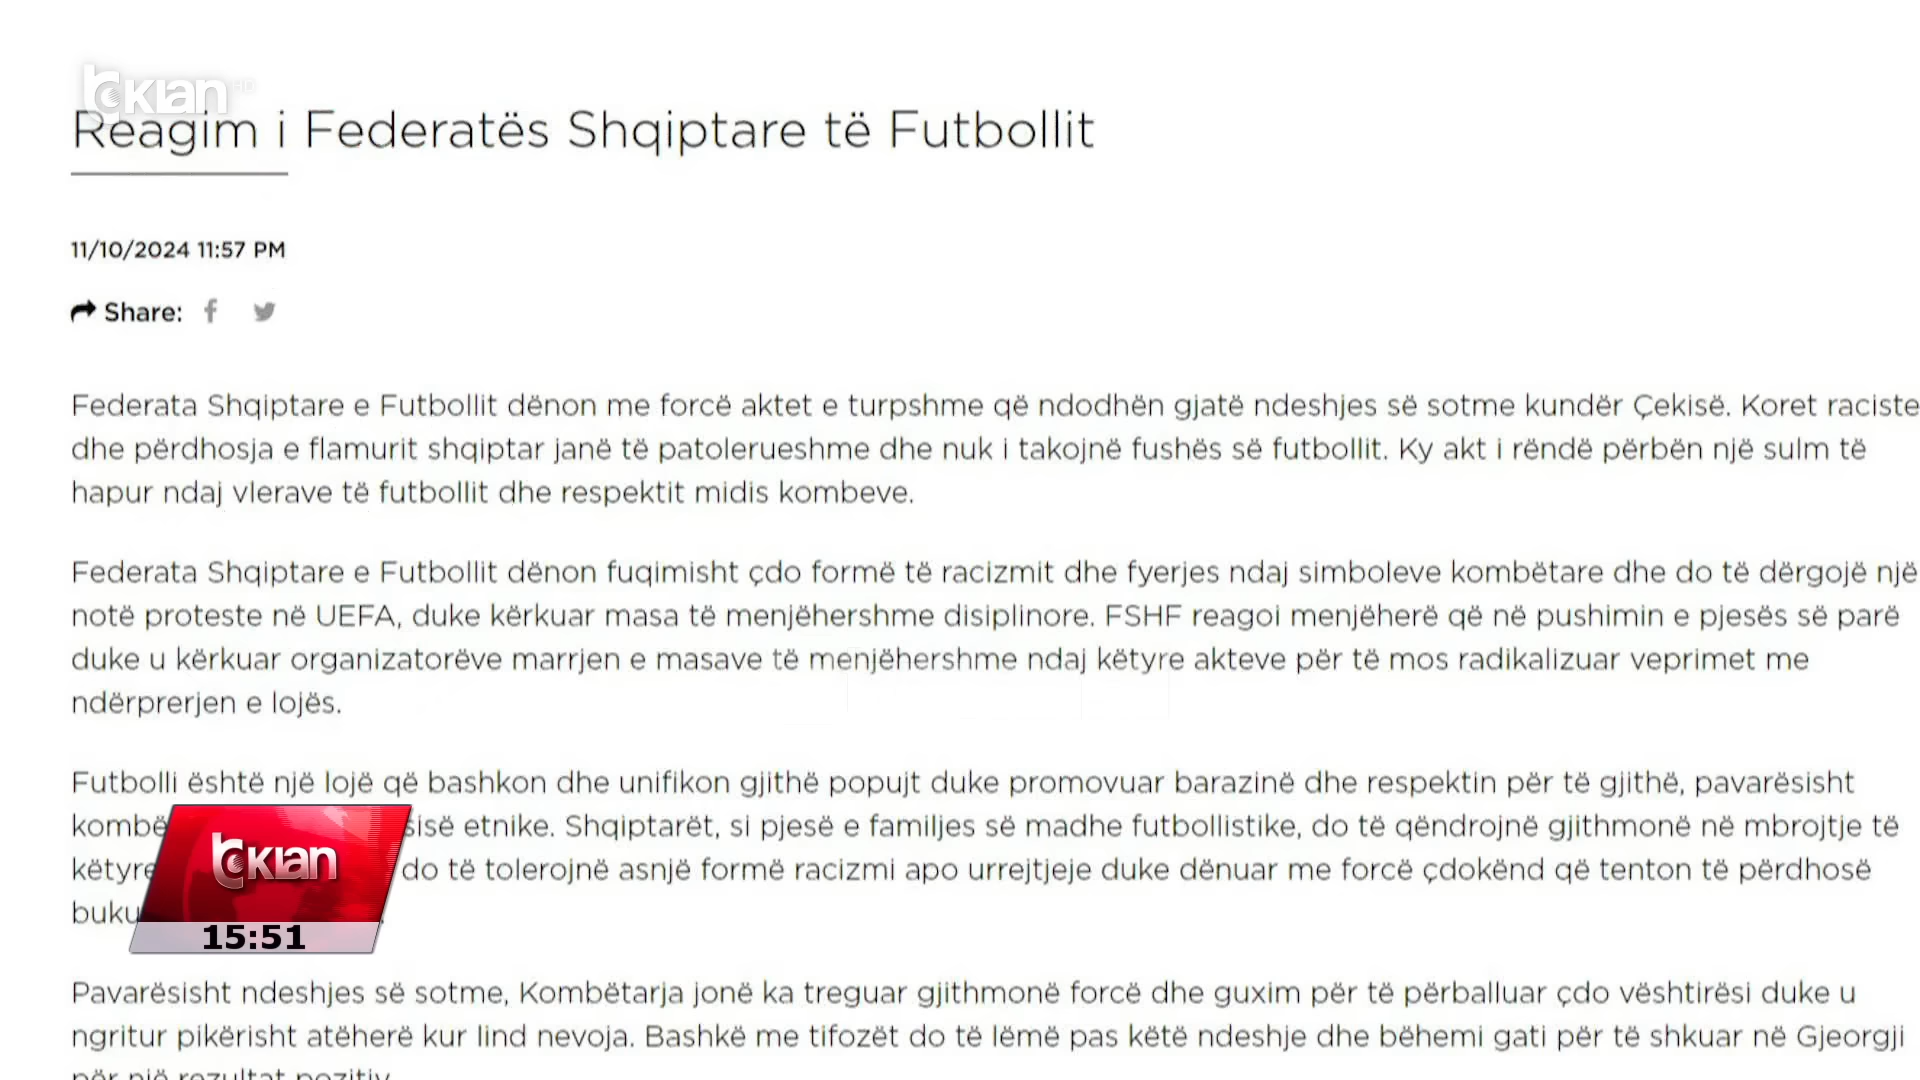 klan HD
Reagim i Federatës Shqiptare të Futbollit
11/10/2024 11:57 PM
Share:
Federata Shqiptare e Futbollit dënon me forcë aktet e turpshme që ndodhën gjatë ndeshjes së sotme kundër Çekisë. Koret raciste
dhe përdhosja e flamurit shqiptar janë të patolerueshme dhe nuk i takojnë fushës së futbollit. Ky akt i rëndë përbën një sulm të
hapur ndaj vlerave të futbollit dhe respektit midis kombeve.
Federata Shqiptare e Futbollit dënon fuqimisht çdo formë të racizmit dhe fyerjes ndaj simboleve kombëtare dhe do të dërgojë një
notë proteste në UEFA, duke kërkuar masa të menjëhershme disiplinore. FSHF reagoi menjëherë që në pushimin e pjesës së parë
duke u kërkuar organizatorëve marrjen e masave të menjëhershme ndaj këtyre akteve për të mos radikalizuar veprimet me
ndërprerjen e lojës.
Futbolli është një lojë që bashkon dhe unifikon gjithë popujt duke promovuar barazinë dhe respektin për të gjithë, pavarësisht
kombë sisë etnike. Shqiptarët, si pjesë e familjes së madhe futbollistike, do të qëndrojnë gjithmonë në mbrojtje të
këtyre do të tolerojnë asnjë formë racizmi apo urrejtjeje duke dënuar me forcë çdokënd që tenton të përdhosë
buku
klan
15:51
Pavarësisht ndeshjes së sotme, Kombëtarja jonë ka treguar gjithmonë forcë dhe guxim për të përballuar çdo vështirësi duke u
ngritur pikërisht atëherë kur lind nevoja. Bashkë me tifozët do të lëmë pas këtë ndeshje dhe bëhemi gati për të shkuar në Gjeorgji
për një rezultat pozitiv